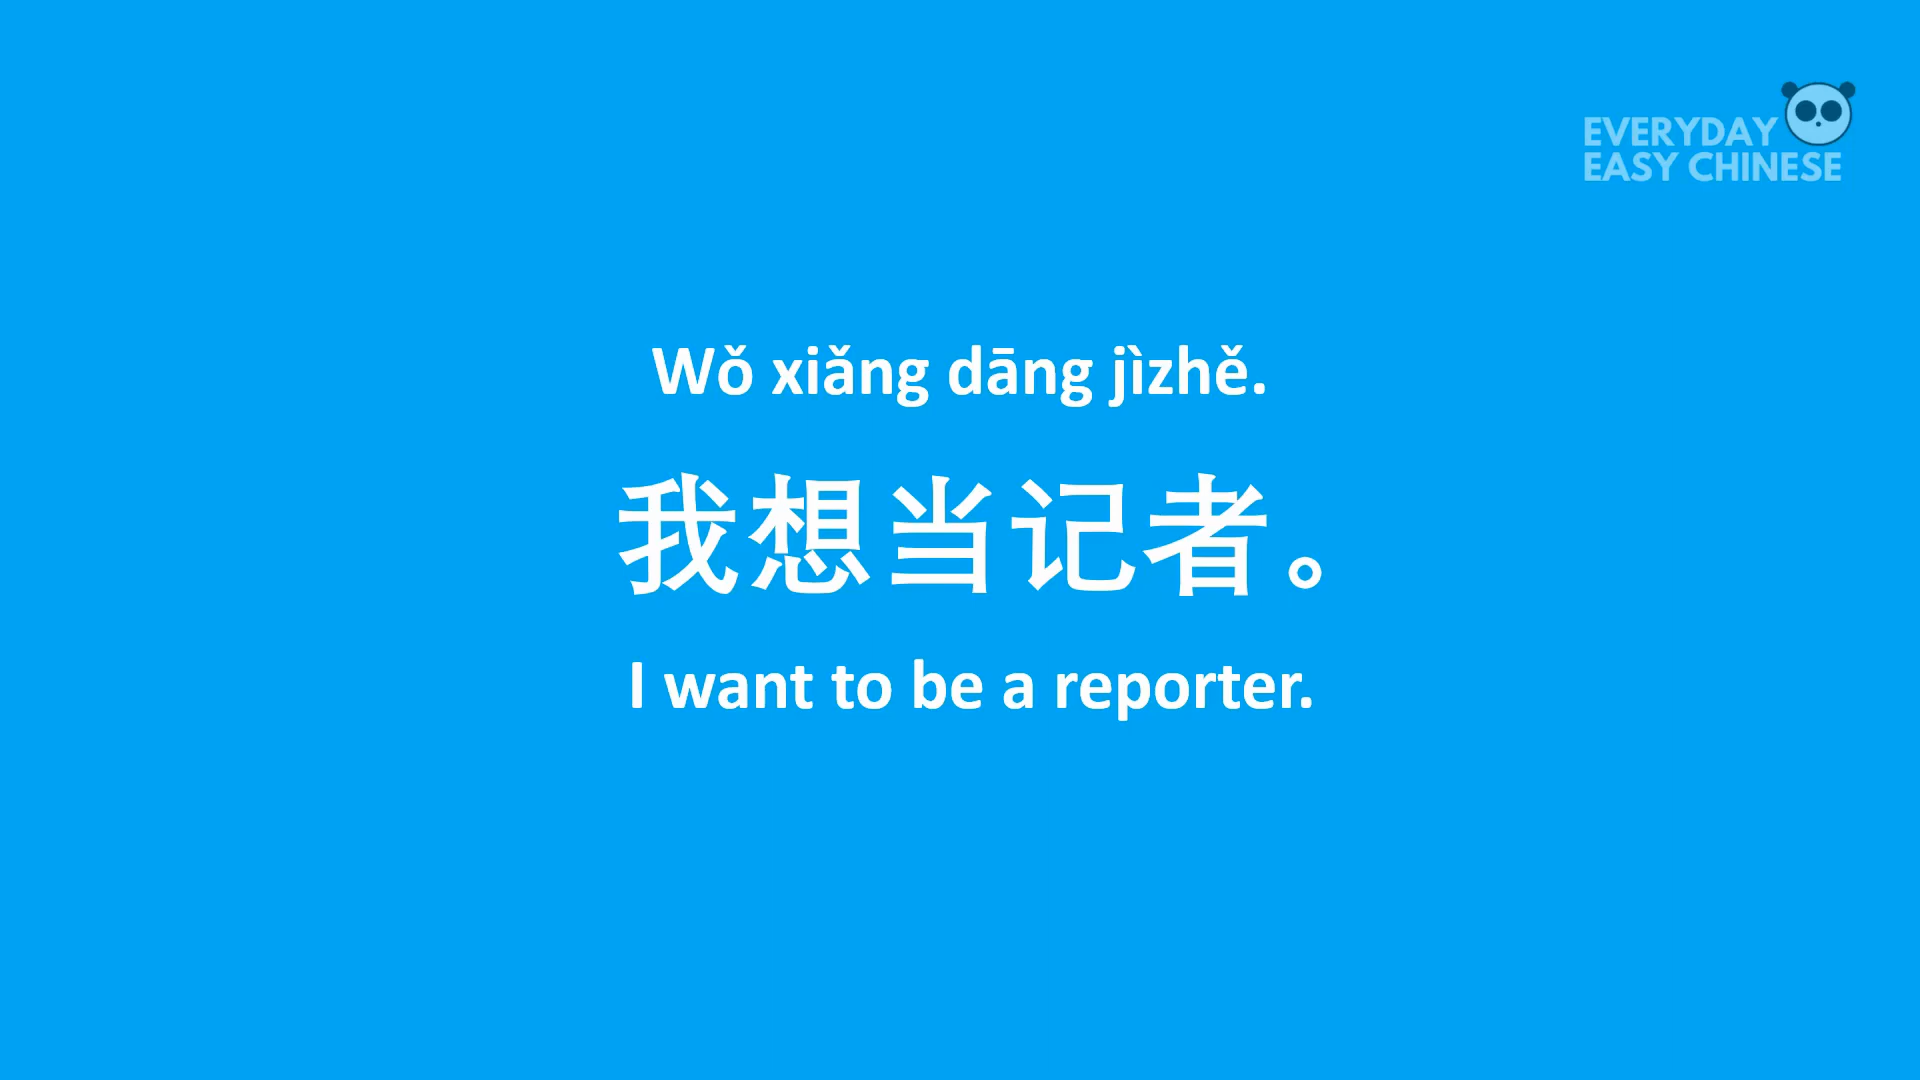 EVERYDAY
EASY CHINESE
Wǒ xiǎng dāng jìzhě.
我想当记者。
I want to be a reporter.